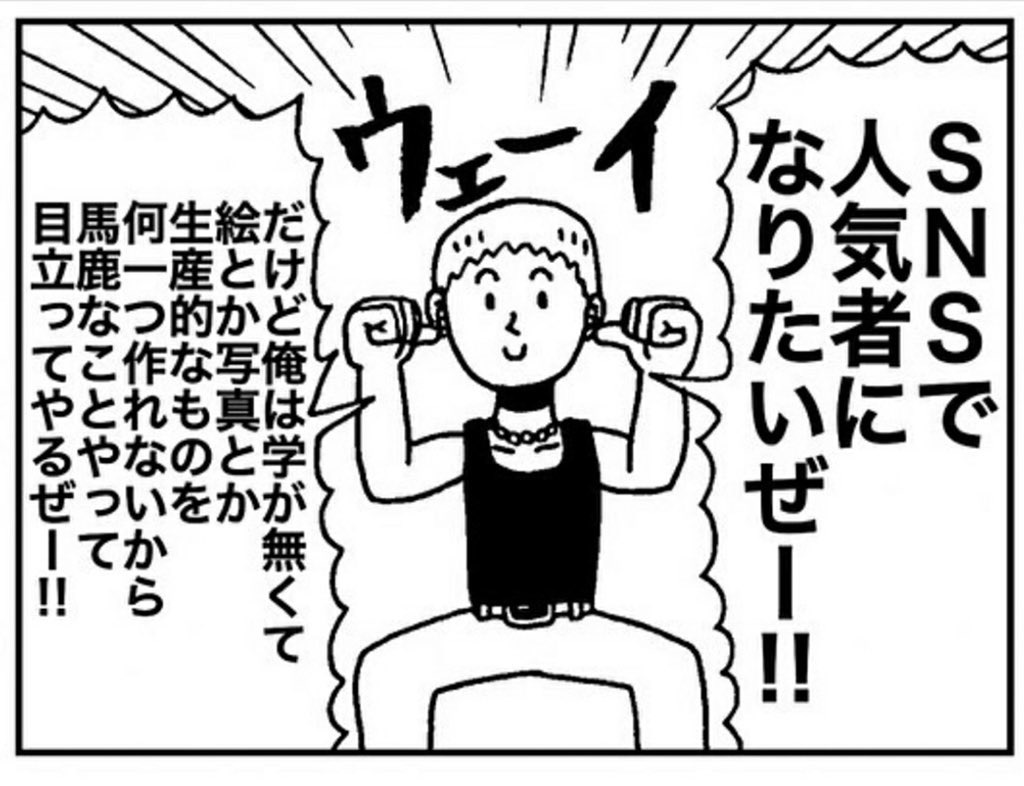 SNSで
人気者に
なりたいぜー!!
ウェーイ
だけど俺は学が無くて
絵とか写真とか
生産的なものを
何一つ作れないから
馬鹿なことやって
目立ってやるぜー!!